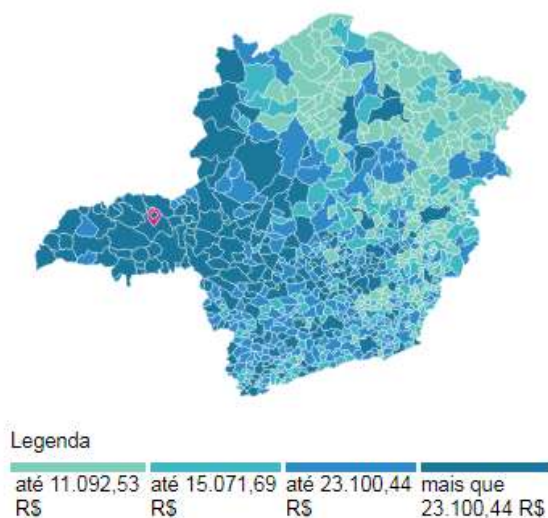 Legenda
até 11.092,53 R$ até 15.071,69 R$ até 23.100,44 R$ mais que 23.100,44 R$